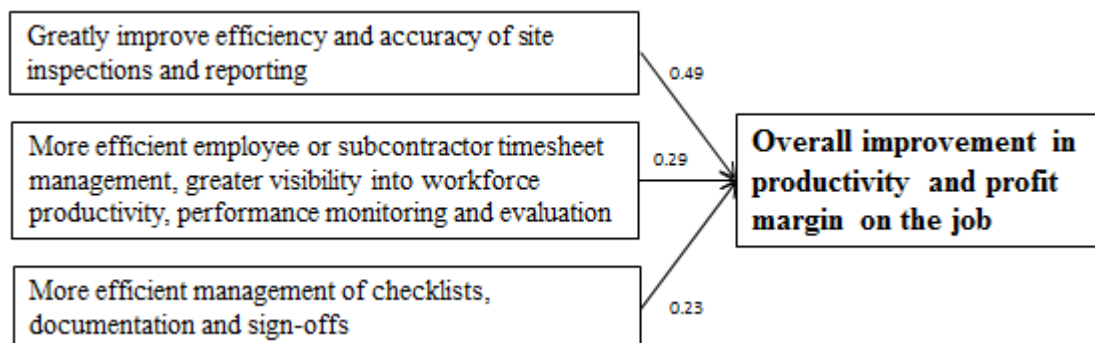 Greatly improve efficiency and accuracy of site
inspections and reporting
0.49
More efficient employee or subcontractor timesheet
management, greater visibility into workforce
productivity, performance monitoring and evaluation
0.29
Overall improvement in
productivity and profit
margin on the job
More efficient management of checklists,
documentation and sign-offs
0.23